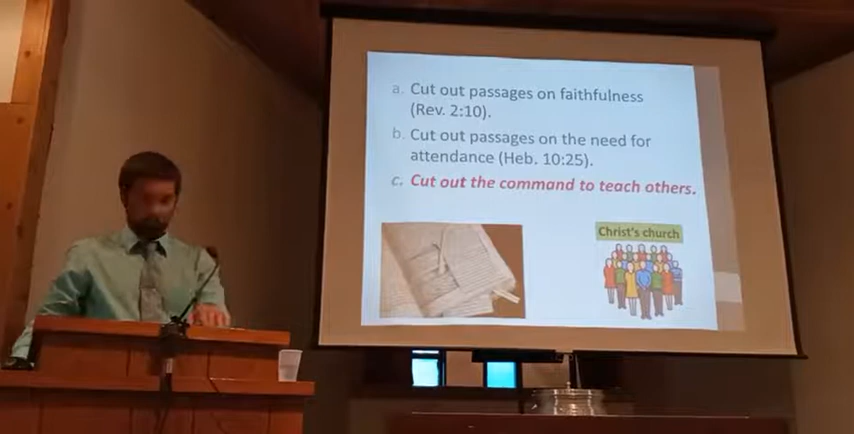 a. Cut out passages on faithfulness
(Rev. 2:10).
b. Cut out passages on the need for
attendance (Heb. 10:25).
c. Cut out the command to teach others.
Christ's church